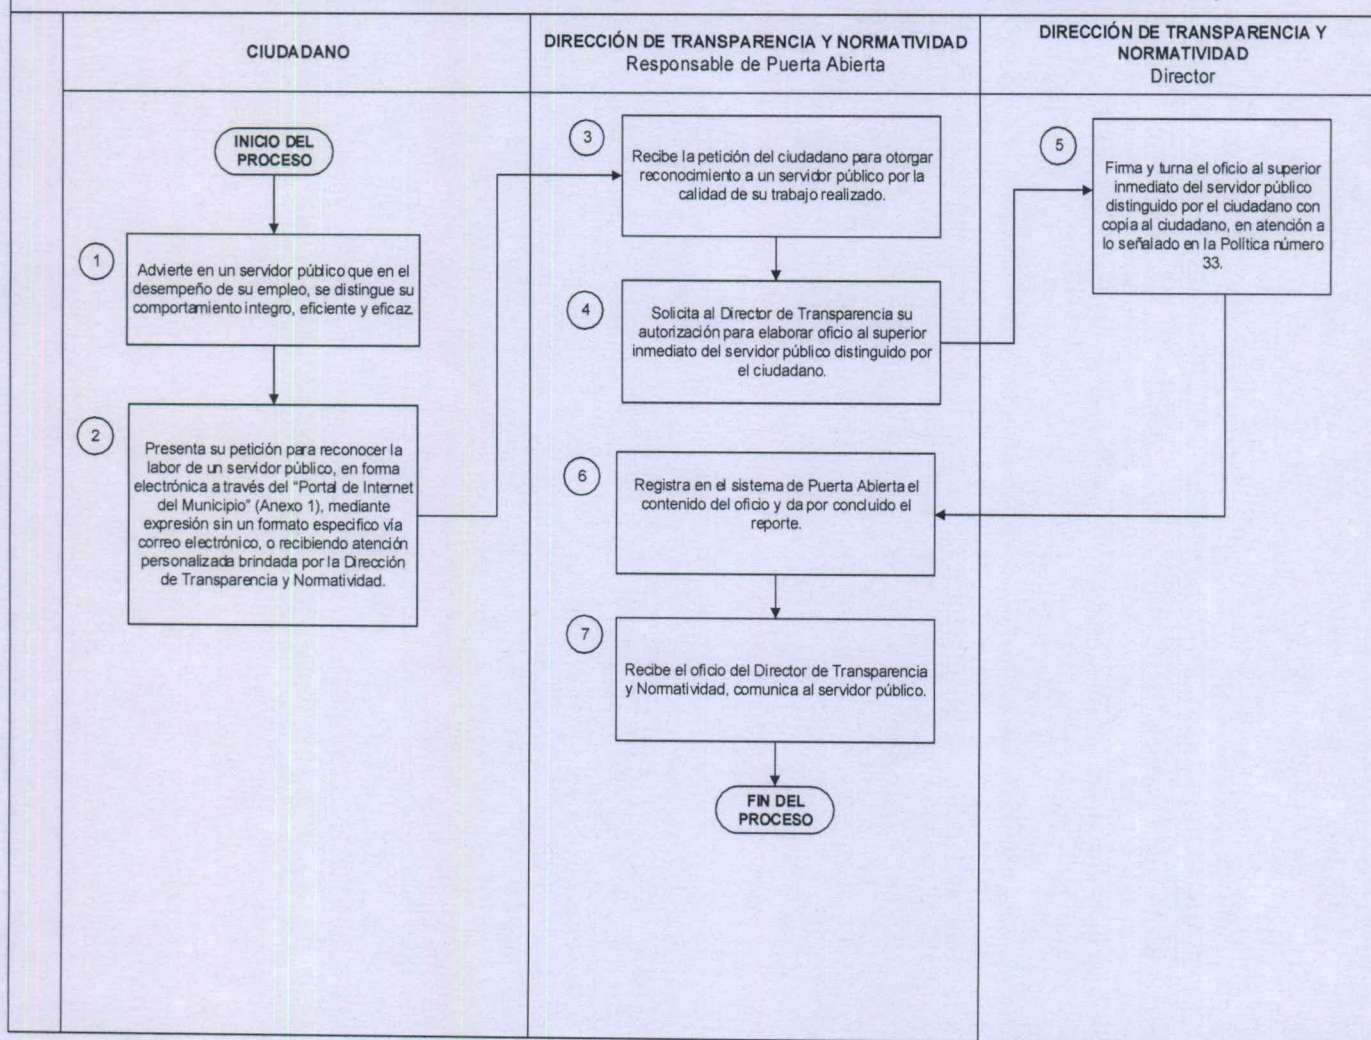 CIUDADANO
DIRECCIÓN DE TRANSPARENCIA Y NORMATIVIDAD
Responsable de Puerta Abierta
DIRECCIÓN DE TRANSPARENCIA Y
NORMATIVIDAD
Director
INICIO DEL
PROCESO
1
Advierte en un servidor público que en el
desempeño de su empleo, se distingue su
comportamiento integro, eficiente y eficaz.
2
Presenta su petición para reconocer la
labor de un servidor público, en forma
electrónica a través del "Portal de Internet
del Municipio" (Anexo 1), mediante
expresión sin un formato especifico vía
correo electrónico, o recibiendo atención
personalizada brindada por la Dirección
de Transparencia y Normatividad.
3
Recibe la petición del ciudadano para otorgar
reconocimiento a un servidor público por la
calidad de su trabajo realizado.
4
Solicita al Director de Transparencia su
autorización para elaborar oficio al superior
inmediato del servidor público distinguido por
el ciudadano.
5
Firma y turna el oficio al superior
inmediato del servidor público
distinguido por el ciudadano con
copia al ciudadano, en atención a
lo señalado en la Política número
33.
6
Registra en el sistema de Puerta Abierta el
contenido del oficio y da por concluido el
reporte.
7
Recibe el oficio del Director de Transparencia
y Normatividad, comunica al servidor público.
FIN DEL
PROCESO